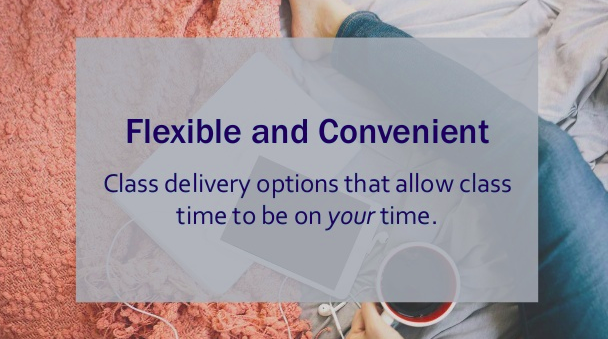 Flexible and Convenient
Class delivery options that allow class
time to be on your time.